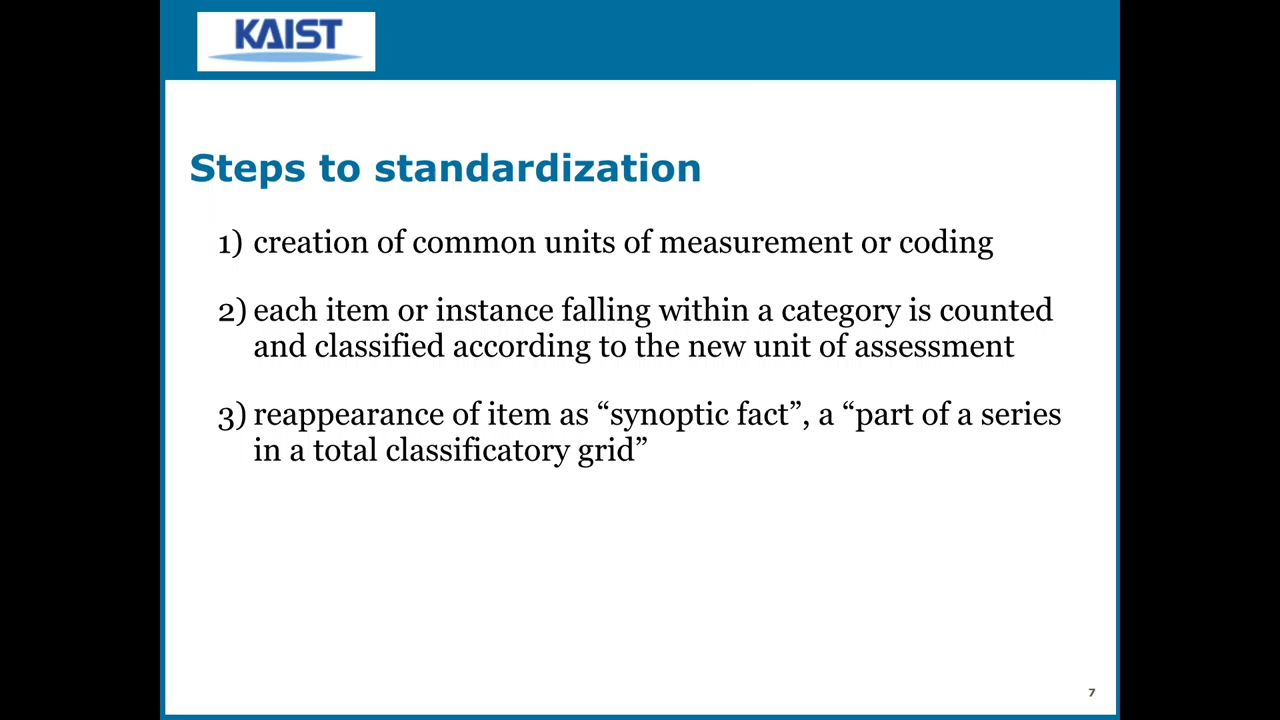 KAIST
Steps to standardization
1) creation of common units of measurement or coding
2) each item or instance falling within a category is counted
and classified according to the new unit of assessment
3) reappearance of item as “synoptic fact”, a “part of a series
in a total classificatory grid”
7